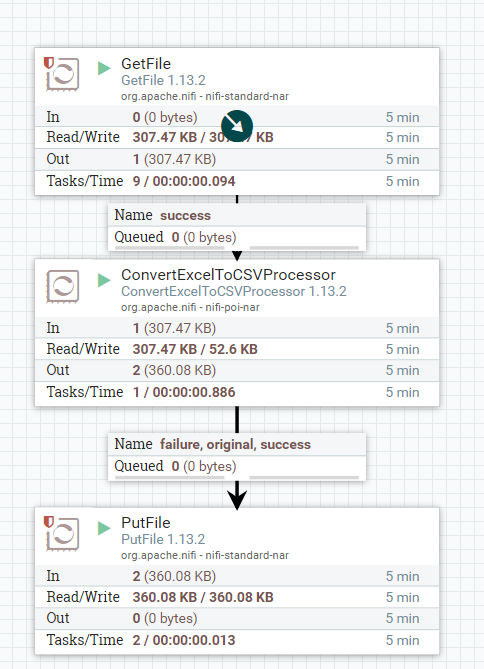 GetFile
GetFile 1.13.2
org.apache.nifi - nifi-standard-nar
In 0 (0 bytes) 5 min
Read/Write 307.47 KB / 307.47 KB 5 min
Out 1 (307.47 KB) 5 min
Tasks/Time 9 / 00:00:00.094 5 min
Name success
Queued 0 (0 bytes)
ConvertExcelToCSVProcessor
ConvertExcelToCSVProcessor 1.13.2
org.apache.nifi - nifi-poi-nar
In 1 (307.47 KB) 5 min
Read/Write 307.47 KB / 52.6 KB 5 min
Out 2 (360.08 KB) 5 min
Tasks/Time 1 / 00:00:00.886 5 min
Name failure, original, success
Queued 0 (0 bytes)
PutFile
PutFile 1.13.2
org.apache.nifi - nifi-standard-nar
In 2 (360.08 KB) 5 min
Read/Write 360.08 KB / 360.08 KB 5 min
Out 0 (0 bytes) 5 min
Tasks/Time 2 / 00:00:00.013 5 min